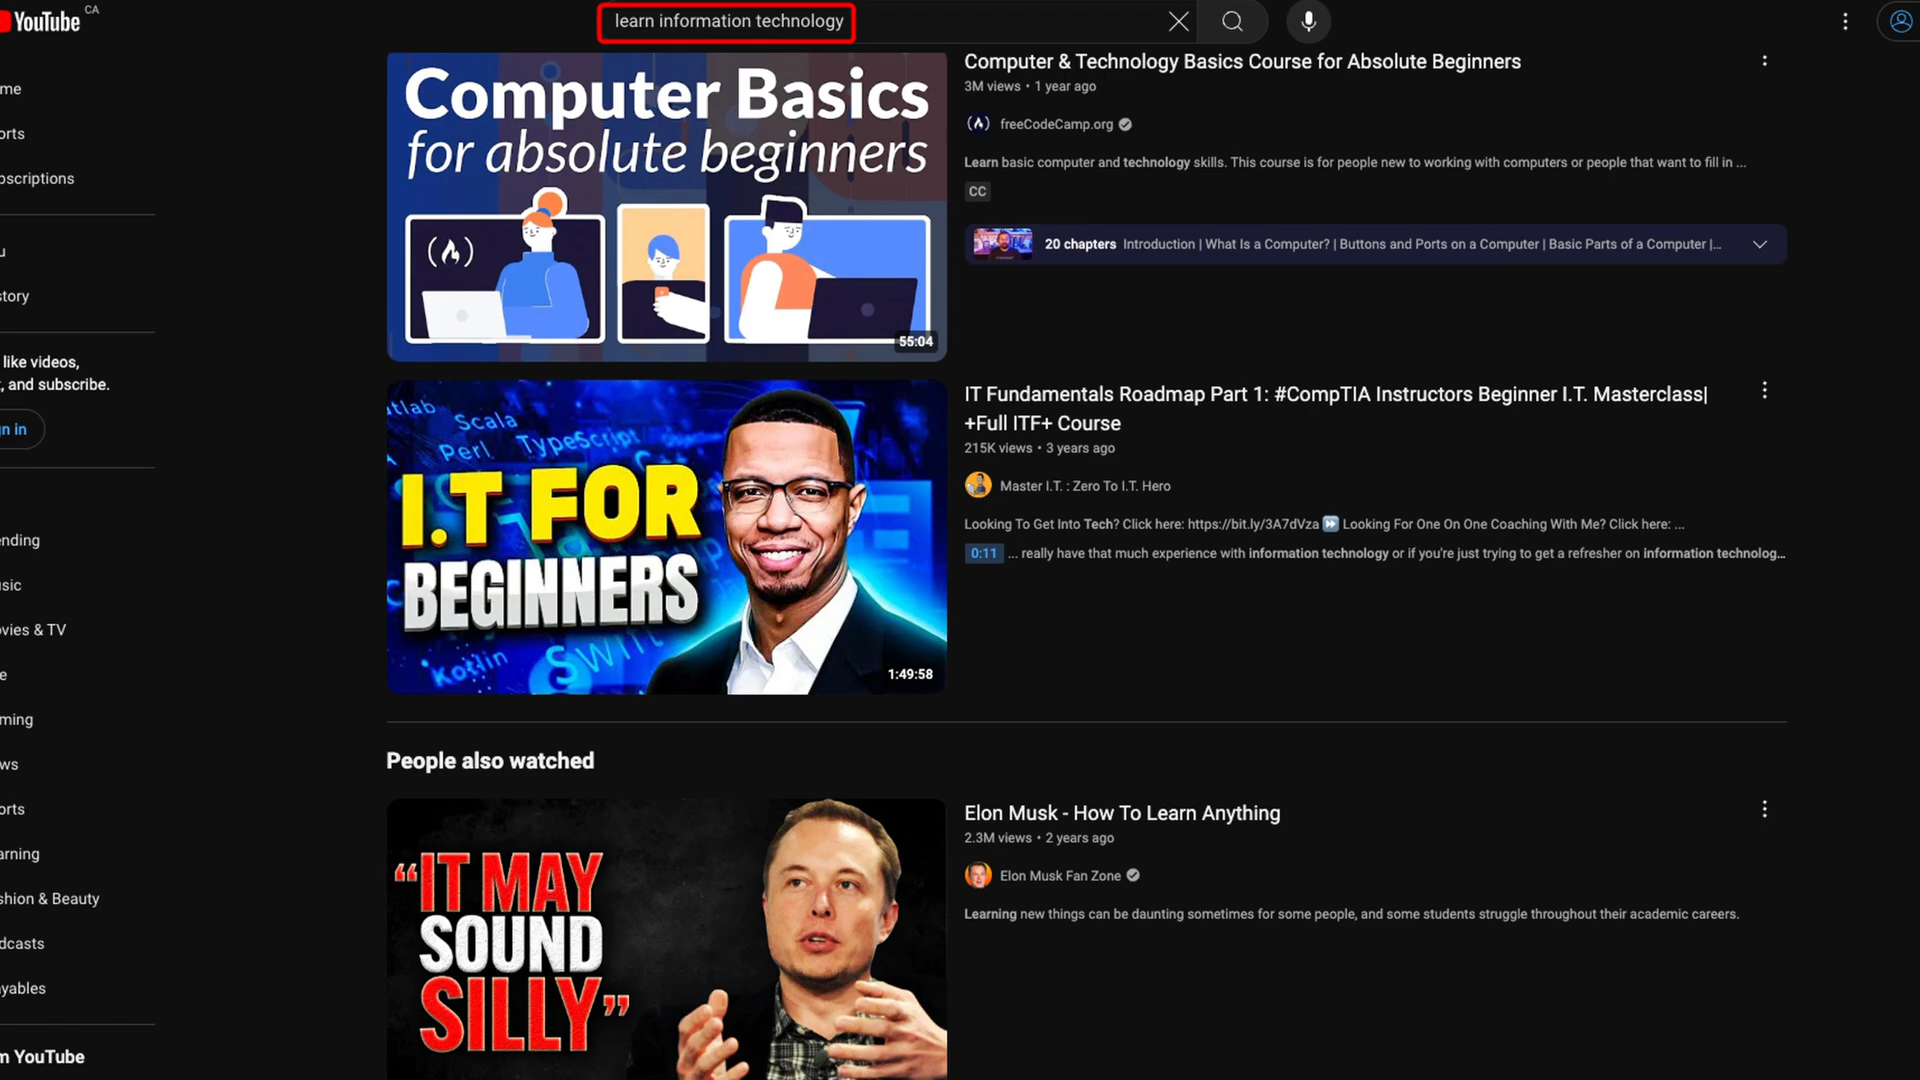 YouTube CA
learn information technology
me
orts
bscriptions
u
story
like videos,
, and subscribe.
n in
ending
sic
vies & TV
e
ming
ws
orts
arning
shion & Beauty
dcasts
yables
m YouTube
Computer Basics
for absolute beginners
55:04
Computer & Technology Basics Course for Absolute Beginners
3M views • 1 year ago
freeCodeCamp.org
Learn basic computer and technology skills. This course is for people new to working with computers or people that want to fill in ...
CC
20 chapters Introduction | What Is a Computer? | Buttons and Ports on a Computer | Basic Parts of a Computer |...
tlab
Scala
Perl TypeScript
I.T FOR
BEGINNERS
Kotlin Swift
1:49:58
IT Fundamentals Roadmap Part 1: #CompTIA Instructors Beginner I.T. Masterclass|
+Full ITF+ Course
215K views • 3 years ago
Master I.T. : Zero To I.T. Hero
Looking To Get Into Tech? Click here: https://bit.ly/3A7dVza ⏩ Looking For One On One Coaching With Me? Click here: ...
0:11 ... really have that much experience with information technology or if you're just trying to get a refresher on information technolog...
People also watched
“IT MAY
SOUND
SILLY”
Elon Musk - How To Learn Anything
2.3M views • 2 years ago
Elon Musk Fan Zone
Learning new things can be daunting sometimes for some people, and some students struggle throughout their academic careers.